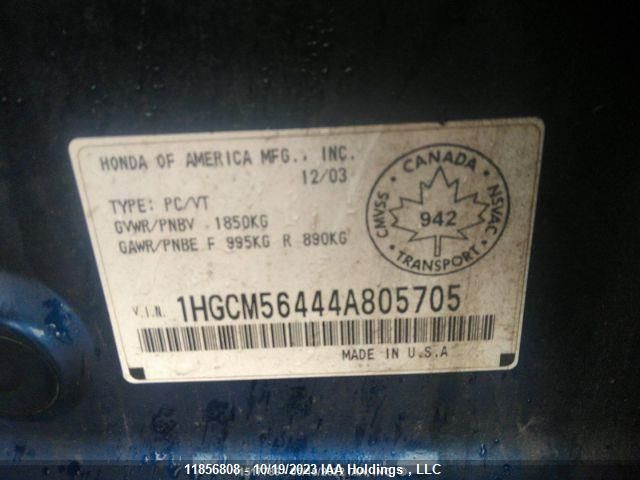 HONDA OF AMERICA MFG., INC.
12/03
TYPE: PC/VT
GVWR/PNBV 1850KG
GAWR/PNBE F 995KG R 890KG
CANADA
CMVSS
942
NSVAC
TRANSPORT
V.I.N. 1HGCM56444A805705
MADE IN U.S.A
11856808 - 10/19/2023 IAA Holdings , LLC